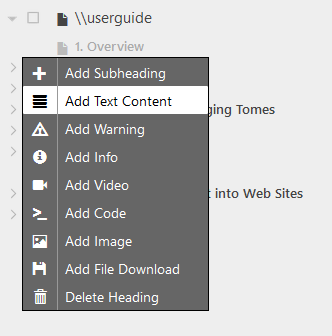 \\userguide
1. Overview
Add Subheading
Add Text Content
ging Tomes
Add Warning
Add Info
Add Video
t into Web Sites
Add Code
Add Image
Add File Download
Delete Heading